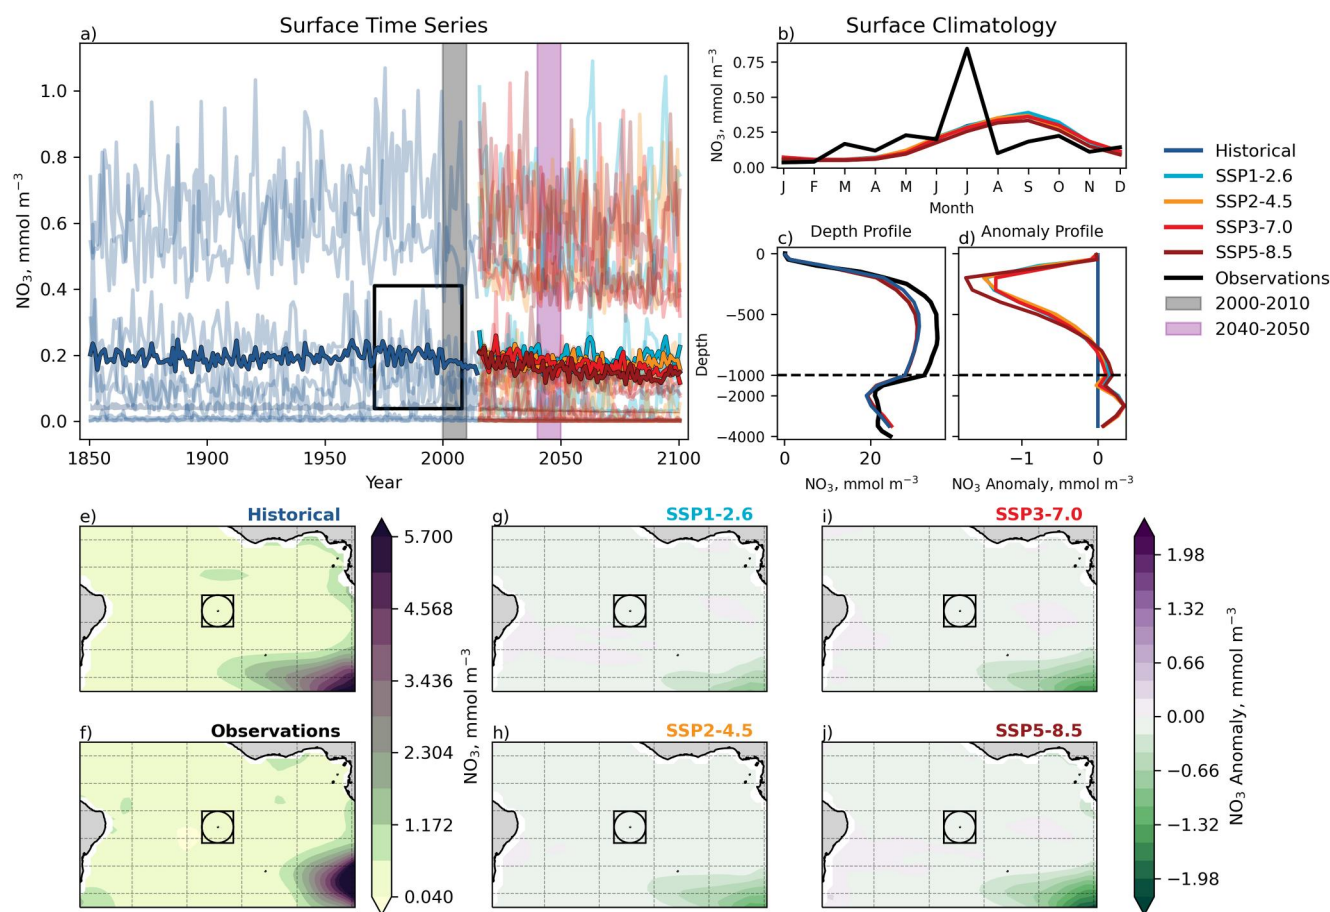 Surface Time Series
a)
NO₃, mmol m⁻³
1.0
0.8
0.6
0.4
0.2
0.0
1850
1900
1950
2000
2050
2100
Year
Surface Climatology
b)
NO₃, mmol m⁻³
0.75
0.50
0.25
0.00
J
F
M
A
M
J
J
A
S
O
N
D
Month
Historical
SSP1-2.6
SSP2-4.5
SSP3-7.0
SSP5-8.5
Observations
2000-2010
2040-2050
c)
Depth Profile
Depth
0
−500
−1000
−2000
−4000
0
20
NO₃, mmol m⁻³
d)
Anomaly Profile
−1
0
NO₃ Anomaly, mmol m⁻³
e)
Historical
f)
Observations
5.700
4.568
3.436
2.304
1.172
0.040
NO₃, mmol m⁻³
g)
SSP1-2.6
h)
SSP2-4.5
i)
SSP3-7.0
j)
SSP5-8.5
1.98
1.32
0.66
0.00
−0.66
−1.32
−1.98
NO₃ Anomaly, mmol m⁻³